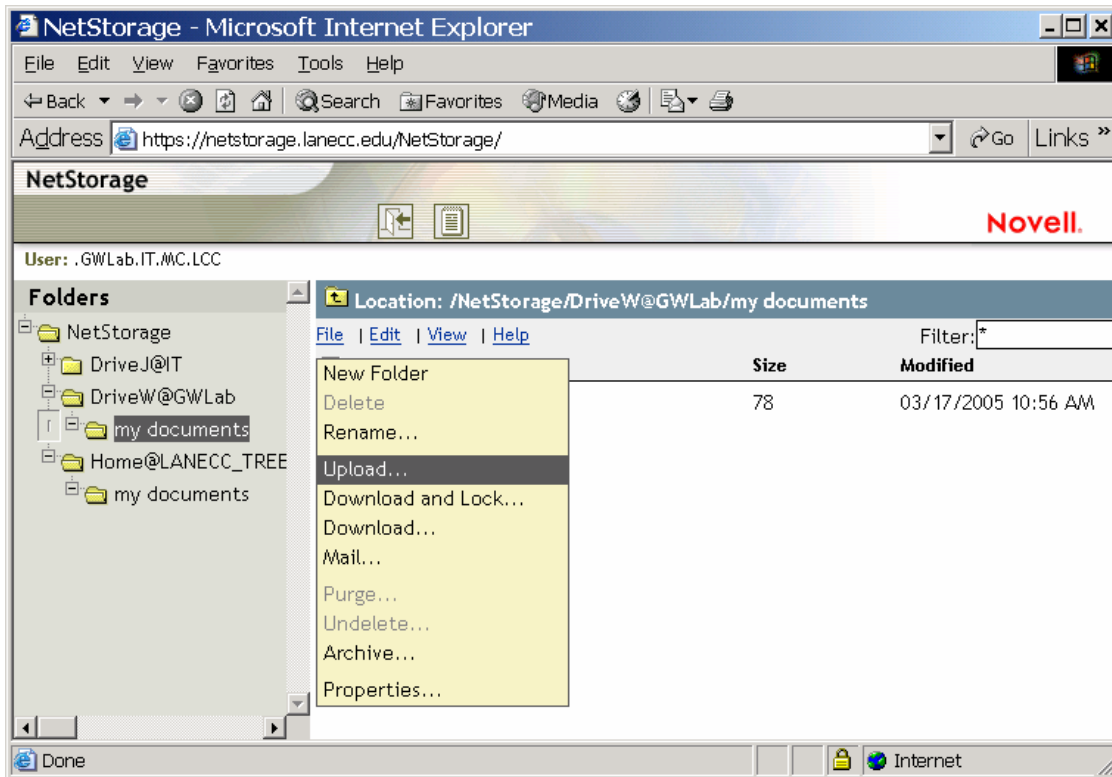 NetStorage - Microsoft Internet Explorer
File Edit View Favorites Tools Help
Back Search Favorites Media
Address https://netstorage.lanecc.edu/NetStorage/ Go Links »
NetStorage
Novell.
User: .GWLab.IT.MC.LCC
Folders
NetStorage
DriveJ@IT
DriveW@GWLab
my documents
Home@LANECC_TREE
my documents
Location: /NetStorage/DriveW@GWLab/my documents
File | Edit | View | Help Filter: *
Size Modified
78 03/17/2005 10:56 AM
New Folder
Delete
Rename...
Upload...
Download and Lock...
Download...
Mail...
Purge...
Undelete...
Archive...
Properties...
Done Internet